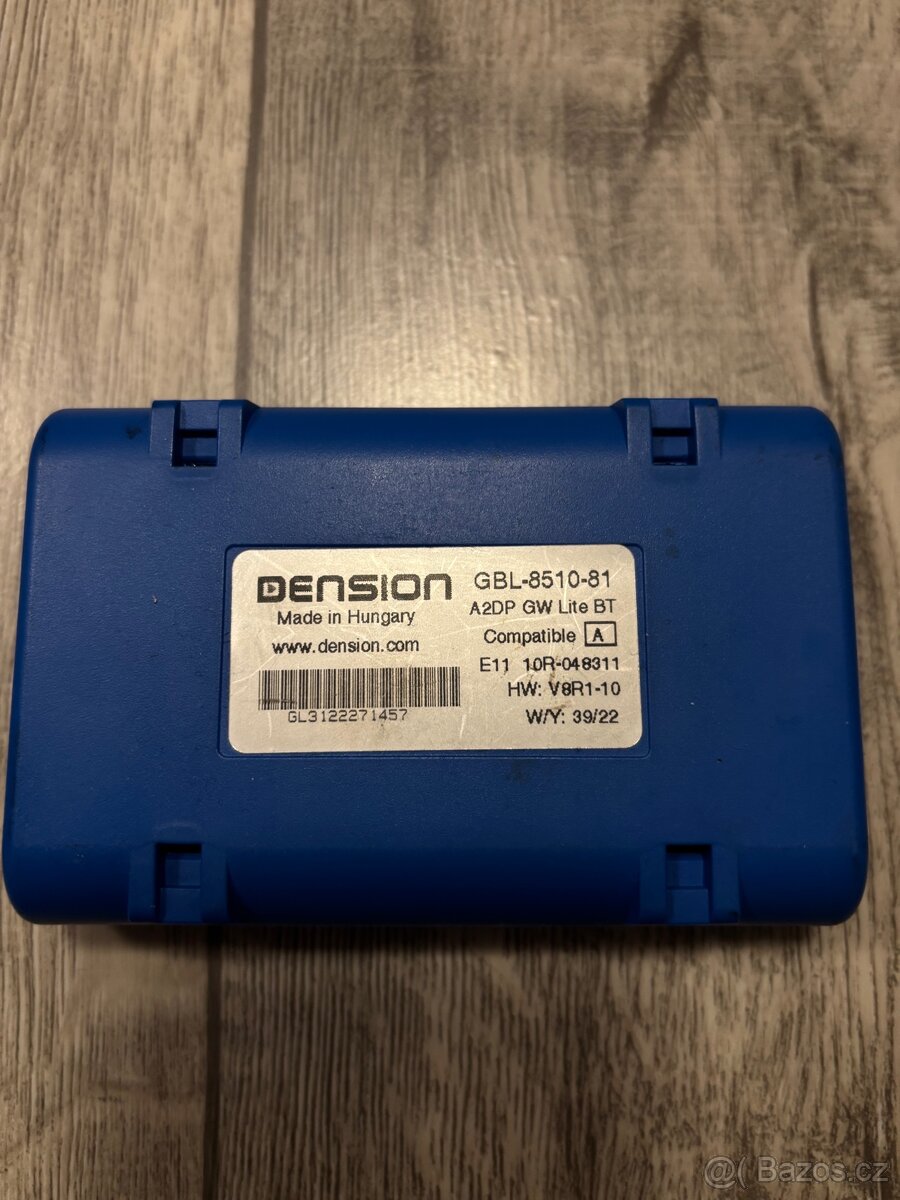 DENSION
Made in Hungary
www.dension.com
GL3122271457
GBL-8510-81
A2DP GW Lite BT
Compatible A
E11 10R-048311
HW: V8R1-10
W/Y: 39/22
@( Bazos.cz